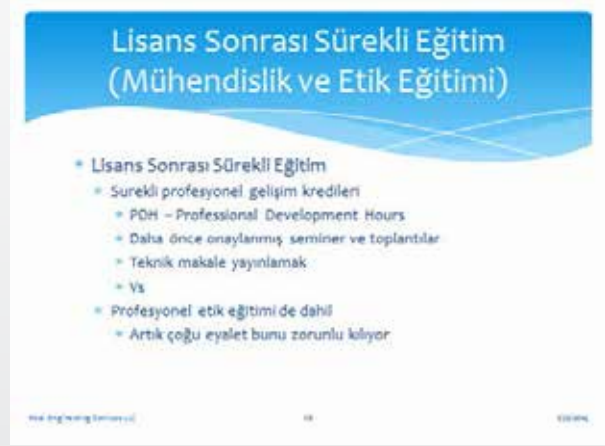 Lisans Sonrası Sürekli Eğitim
(Mühendislik ve Etik Eğitimi)
Lisans Sonrası Sürekli Eğitim
Surekli profesyonel gelişim kredileri
PDH – Professional Development Hours
Daha önce onaylanmış seminer ve toplantılar
Teknik makale yayınlamak
Vs
Profesyonel etik eğitimi de dahil
Artık çoğu eyalet bunu zorunlu kılıyor
Engineering